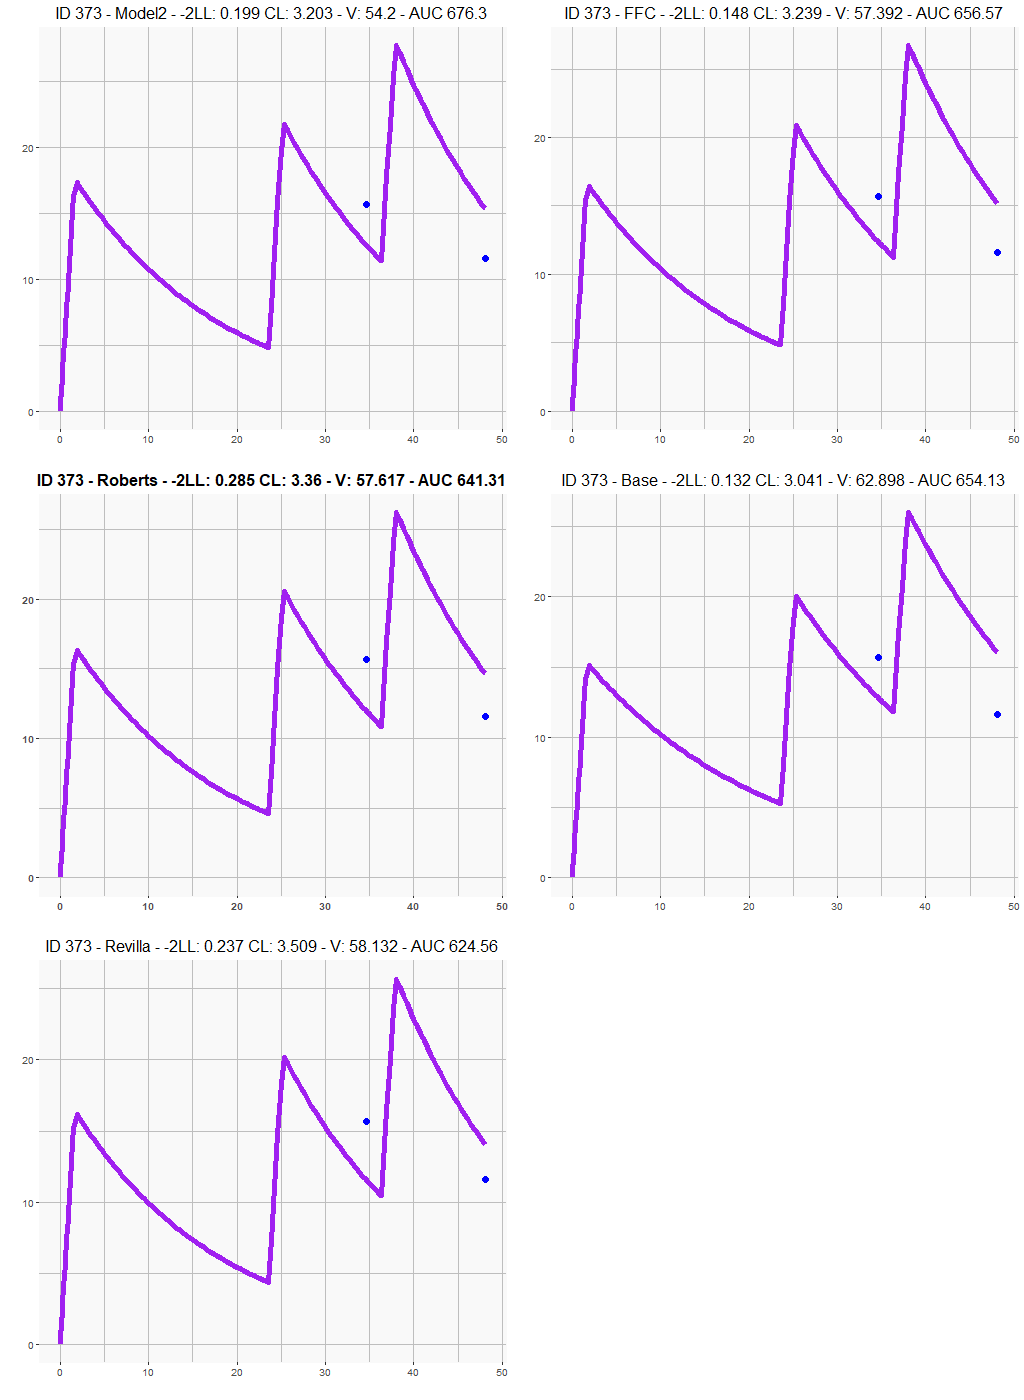 ID 373 - Model2 - -2LL: 0.199 CL: 3.203 - V: 54.2 - AUC 676.3
20
10
0
0 10 20 30 40 50
ID 373 - FFC - -2LL: 0.148 CL: 3.239 - V: 57.392 - AUC 656.57
20
10
0
0 10 20 30 40 50
ID 373 - Roberts - -2LL: 0.285 CL: 3.36 - V: 57.617 - AUC 641.31
20
10
0
0 10 20 30 40 50
ID 373 - Base - -2LL: 0.132 CL: 3.041 - V: 62.898 - AUC 654.13
20
10
0
0 10 20 30 40 50
ID 373 - Revilla - -2LL: 0.237 CL: 3.509 - V: 58.132 - AUC 624.56
20
10
0
0 10 20 30 40 50